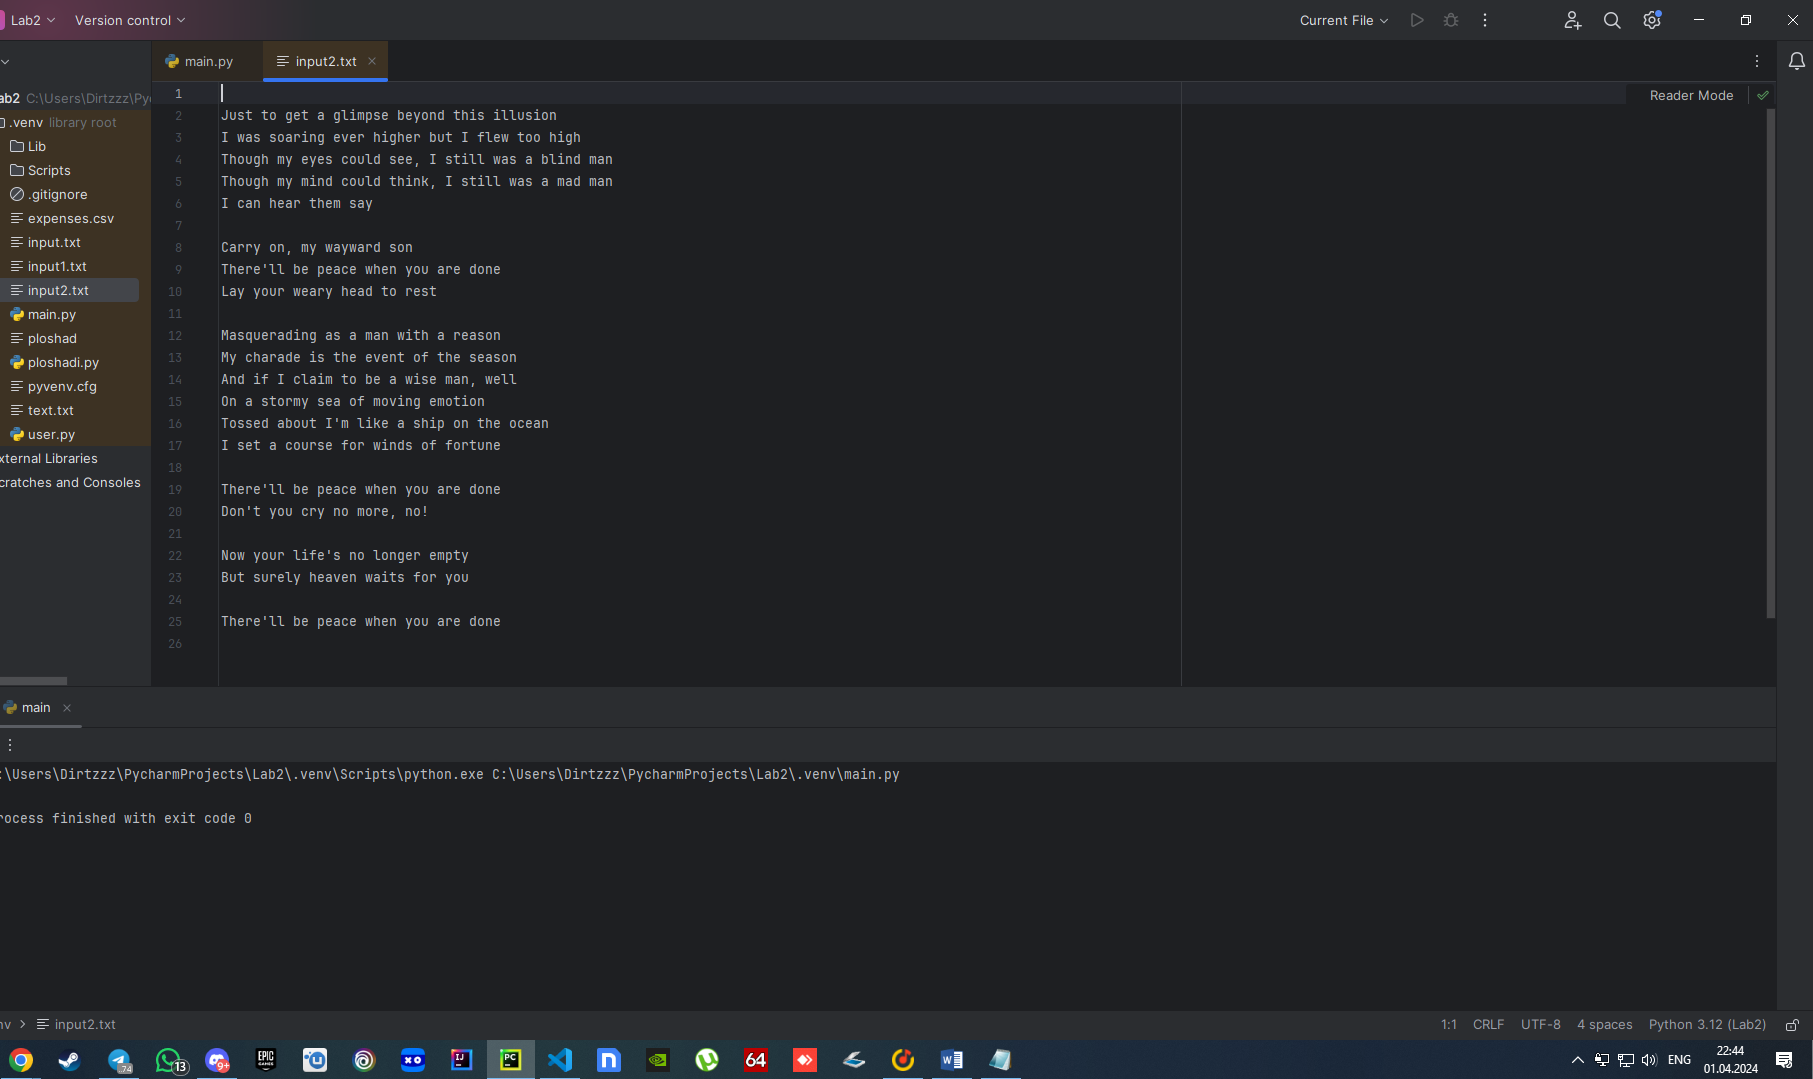 Lab2 Version control Current File
main.py input2.txt
ab2 C:\Users\Dirtzzz\Py
.venv library root
Lib
Scripts
.gitignore
expenses.csv
input.txt
input1.txt
input2.txt
main.py
ploshad
ploshadi.py
pyvenv.cfg
text.txt
user.py
xternal Libraries
cratches and Consoles
Reader Mode
1
2 Just to get a glimpse beyond this illusion
3 I was soaring ever higher but I flew too high
4 Though my eyes could see, I still was a blind man
5 Though my mind could think, I still was a mad man
6 I can hear them say
7
8 Carry on, my wayward son
9 There'll be peace when you are done
10 Lay your weary head to rest
11
12 Masquerading as a man with a reason
13 My charade is the event of the season
14 And if I claim to be a wise man, well
15 On a stormy sea of moving emotion
16 Tossed about I'm like a ship on the ocean
17 I set a course for winds of fortune
18
19 There'll be peace when you are done
20 Don't you cry no more, no!
21
22 Now your life's no longer empty
23 But surely heaven waits for you
24
25 There'll be peace when you are done
26
main
:\Users\Dirtzzz\PycharmProjects\Lab2\.venv\Scripts\python.exe C:\Users\Dirtzzz\PycharmProjects\Lab2\.venv\main.py
rocess finished with exit code 0
nv input2.txt 1:1 CRLF UTF-8 4 spaces Python 3.12 (Lab2)
74 13 9+ EPIC GAMES XO IJ PC 64 ENG 22:44
01.04.2024